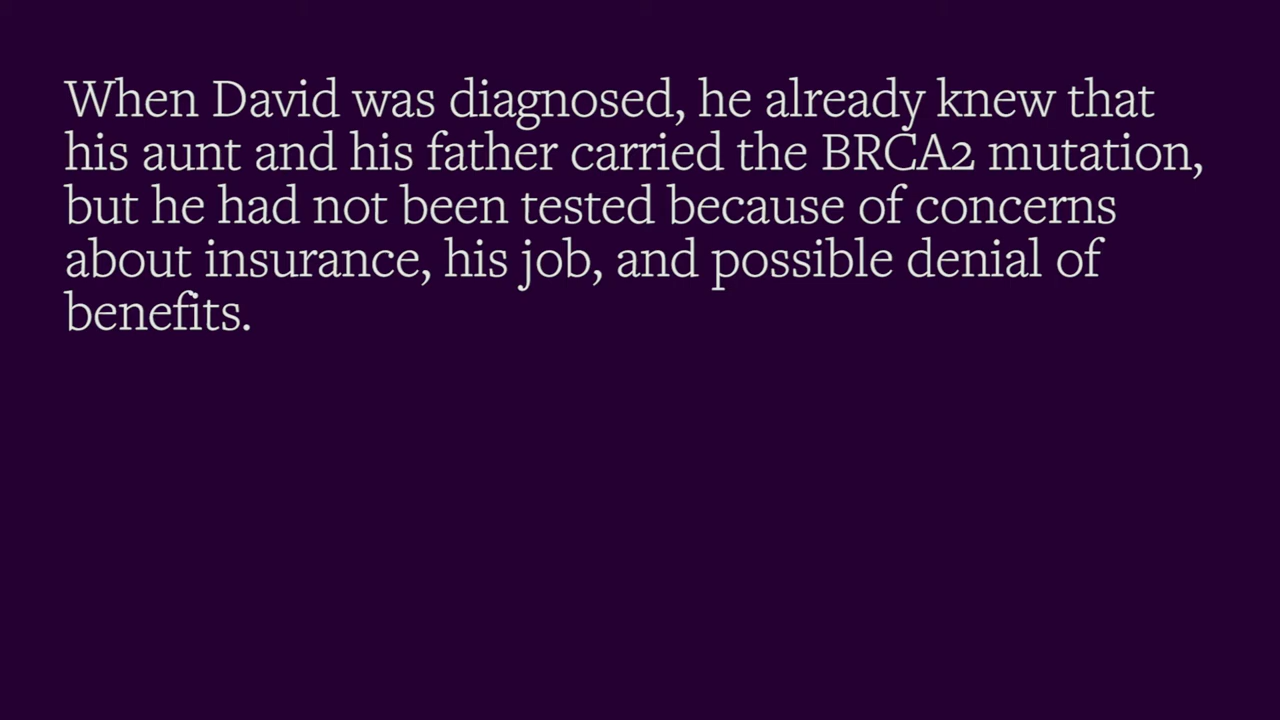 When David was diagnosed, he already knew that
his aunt and his father carried the BRCA2 mutation,
but he had not been tested because of concerns
about insurance, his job, and possible denial of
benefits.